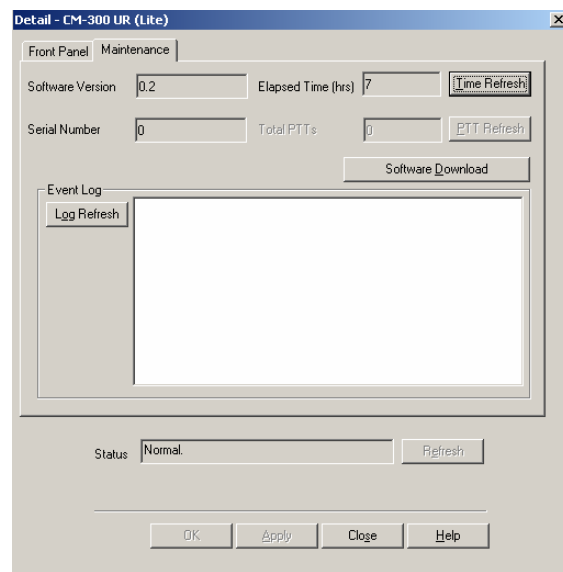 Detail - CM-300 UR (Lite)
Front Panel Maintenance
Software Version 0.2 Elapsed Time (hrs) 7 Time Refresh
Serial Number 0 Total PTTs 0 PTT Refresh
Software Download
Event Log
Log Refresh
Status Normal. Refresh
OK Apply Close Help